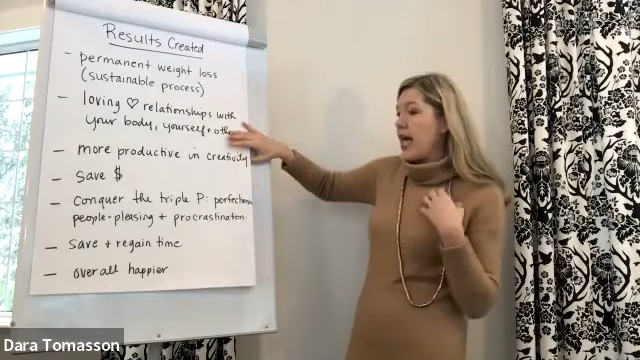 Results Created
- permanent weight loss
(sustainable process)
- loving ♡ relationships with
your body, yourself +
- more productive in creativity
- Save $
- Conquer the triple P:
people-pleasing + procrastination.
- save + regain time
- overall happier
Dara Tomasson